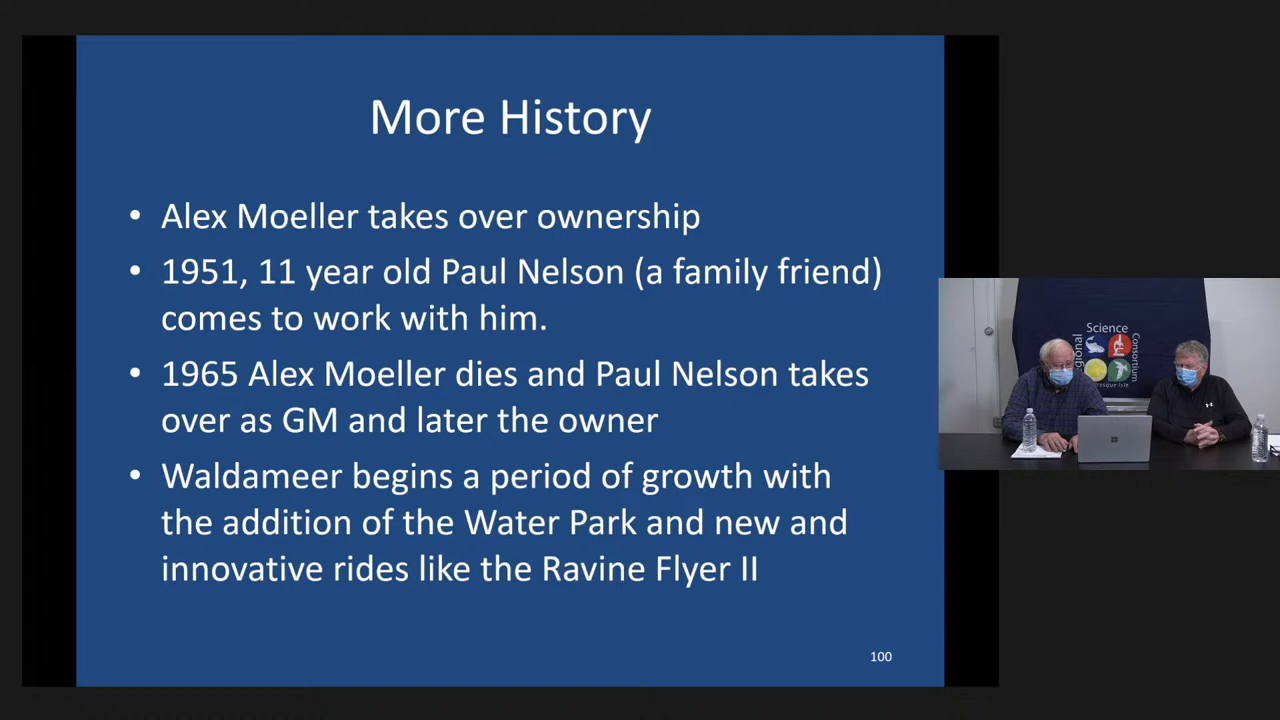 More History
• Alex Moeller takes over ownership
• 1951, 11 year old Paul Nelson (a family friend)
comes to work with him.
• 1965 Alex Moeller dies and Paul Nelson takes
over as GM and later the owner
• Waldameer begins a period of growth with
the addition of the Water Park and new and
innovative rides like the Ravine Flyer II
100
Science
Consortium